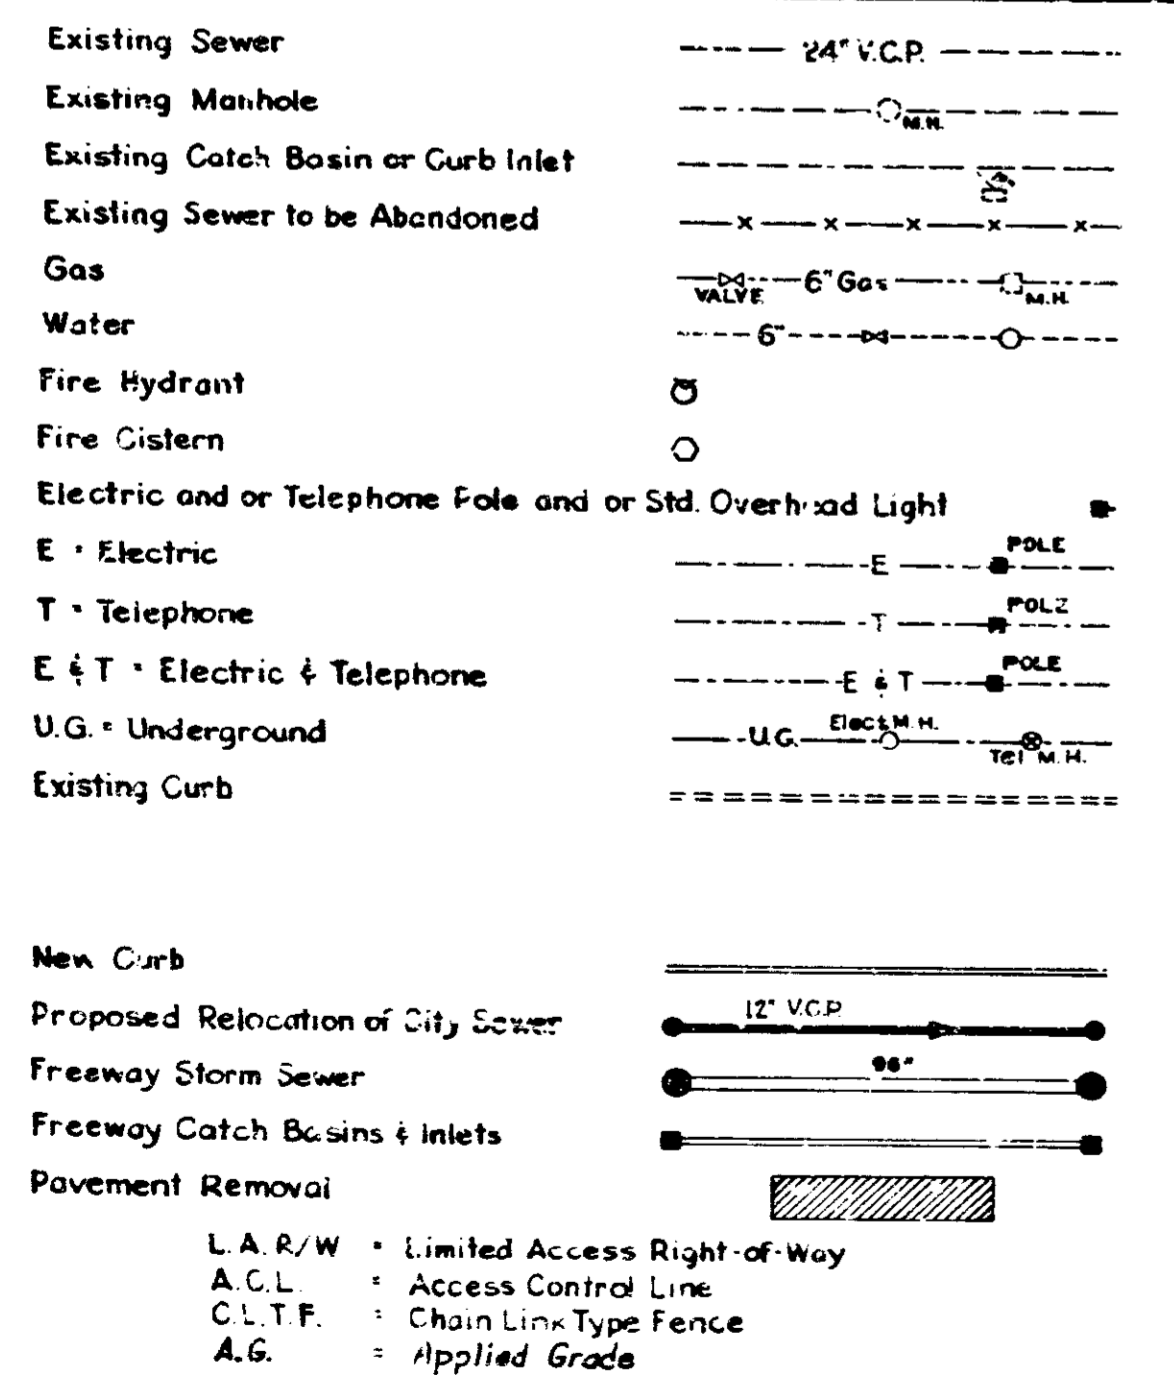 Existing Sewer 24" V.C.P.
Existing Manhole M.H.
Existing Catch Basin or Curb Inlet
Existing Sewer to be Abandoned
Gas VALVE 6" Gas M.H.
Water 6"
Fire Hydrant
Fire Cistern
Electric and or Telephone Pole and or Std. Overhead Light
E = Electric E POLE
T = Telephone T POLE
E & T = Electric & Telephone E & T POLE
U.G. = Underground U.G. Elect. M.H. Tel M.H.
Existing Curb
New Curb
Proposed Relocation of City Sewer 12" V.C.P.
Freeway Storm Sewer 96"
Freeway Catch Basins & Inlets
Pavement Removal
L.A. R/W = Limited Access Right-of-Way
A.C.L. = Access Control Line
C.L.T.F. = Chain Link Type Fence
A.G. = Applied Grade